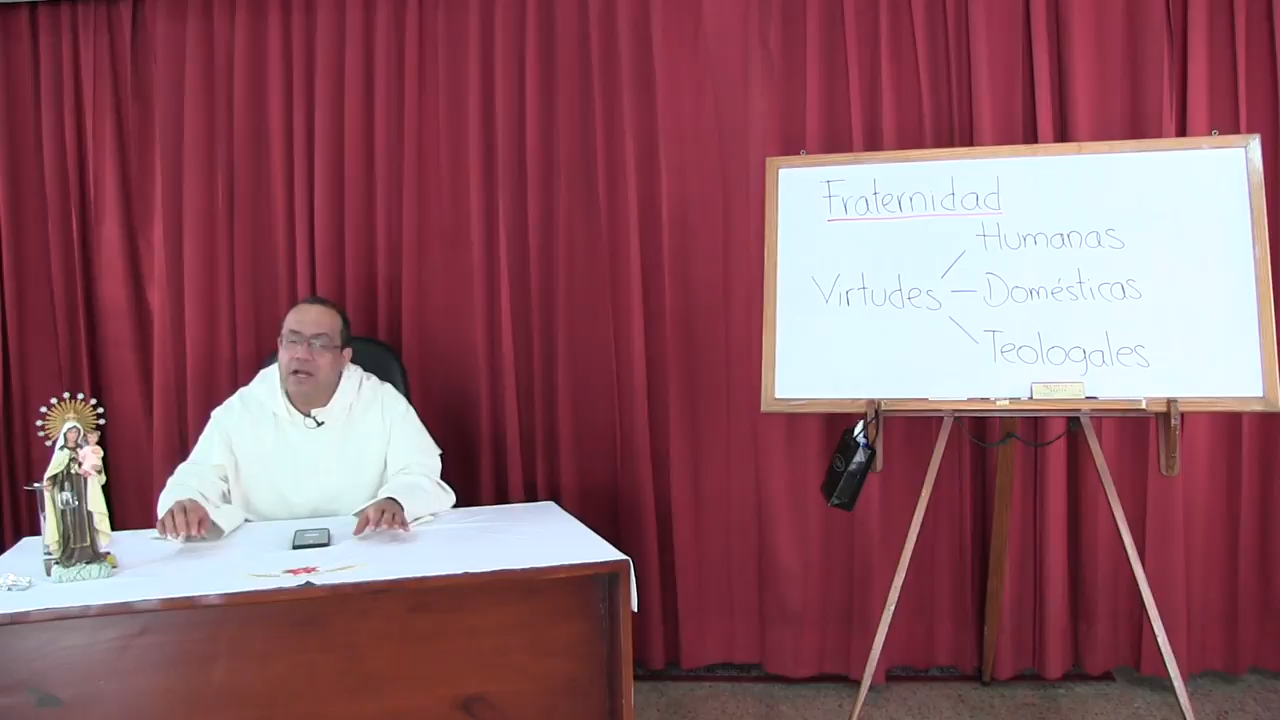 Fraternidad
Humanas
Virtudes — Domésticas
Teologales